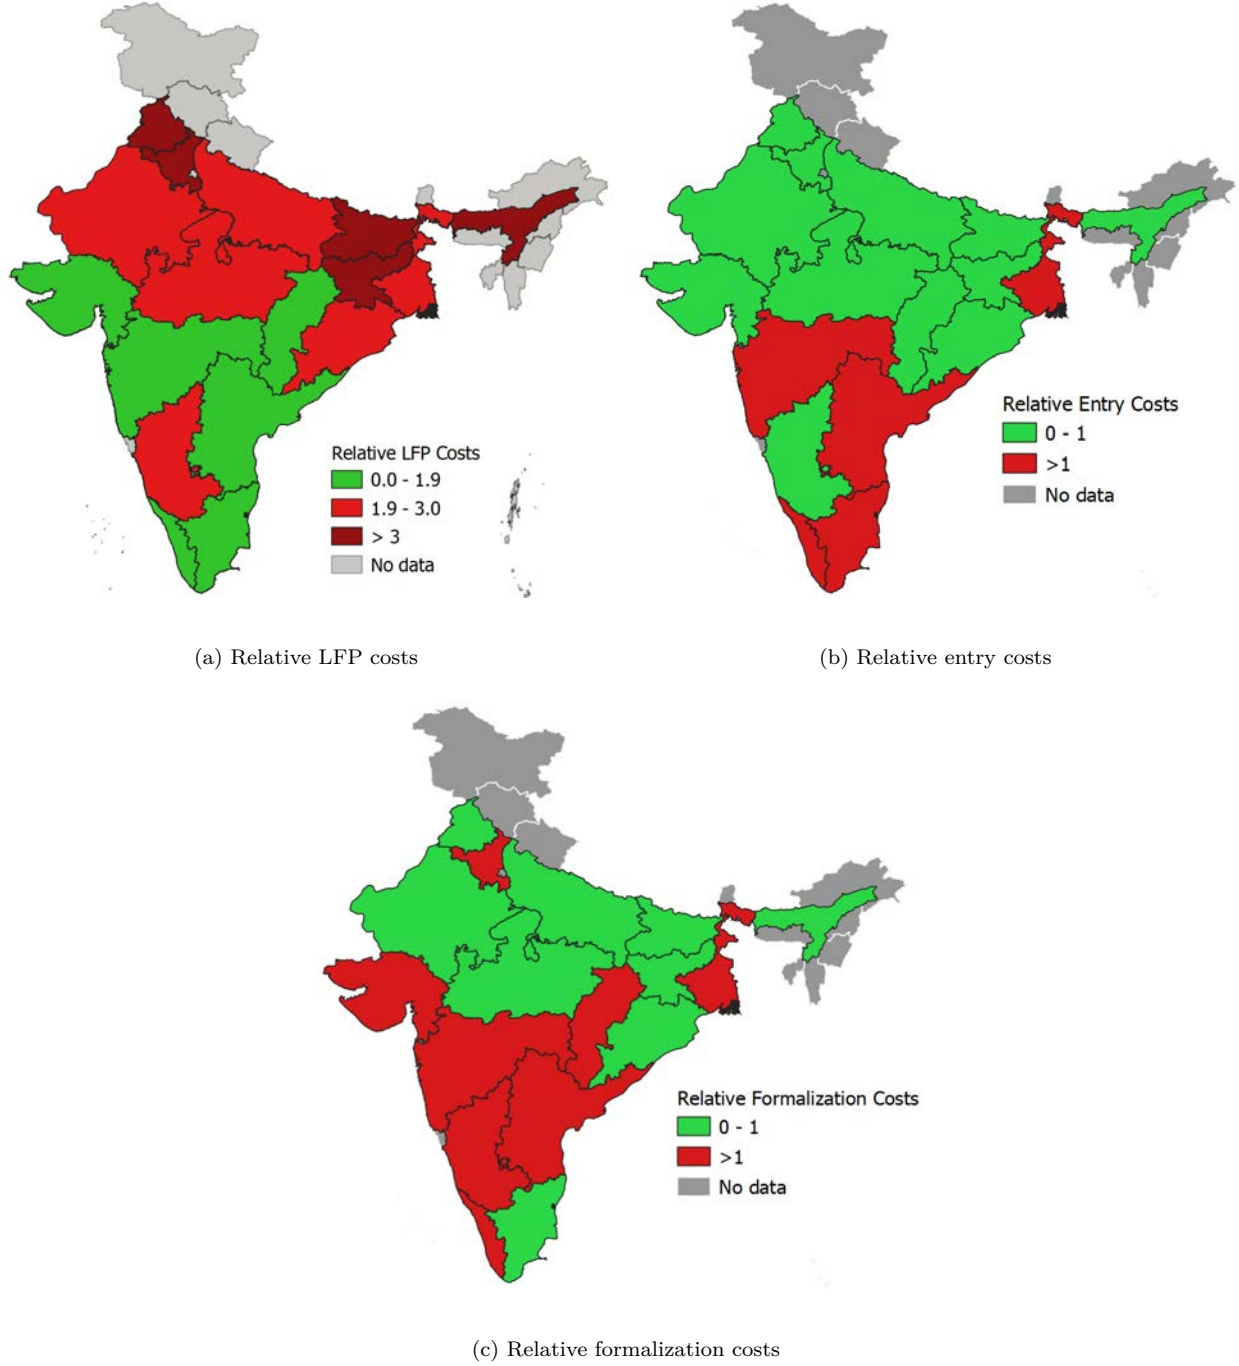 Relative LFP Costs
0.0 - 1.9
1.9 - 3.0
> 3
No data
Relative Entry Costs
0 - 1
>1
No data
(a) Relative LFP costs
(b) Relative entry costs
Relative Formalization Costs
0 - 1
>1
No data
(c) Relative formalization costs